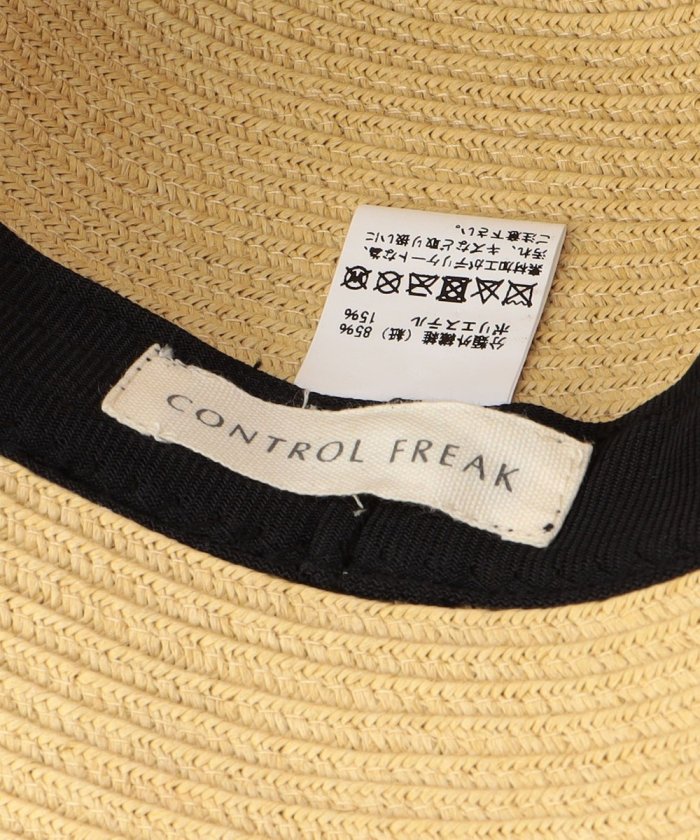 CONTROL FREAK
分類外繊維（紙）85%
ポリエステル 15%
素材加工がデリケートな為、
汚れ、キズなど取り扱いに
ご注意下さい。